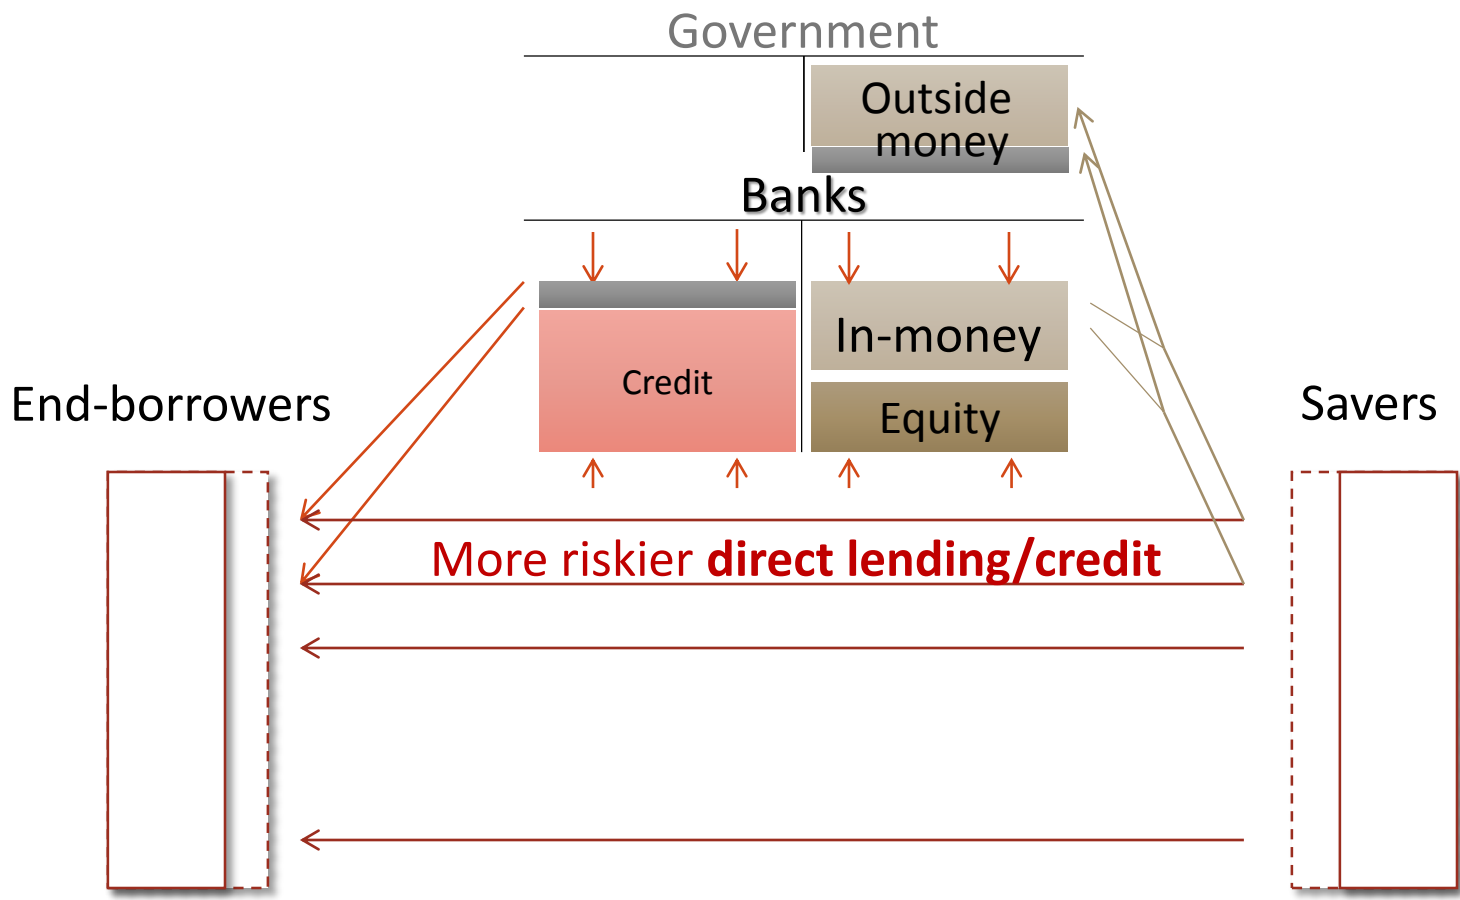 Government
Outside
money
Banks
In-money
Credit
End-borrowers
Savers
Equity
More riskier direct lending/credit